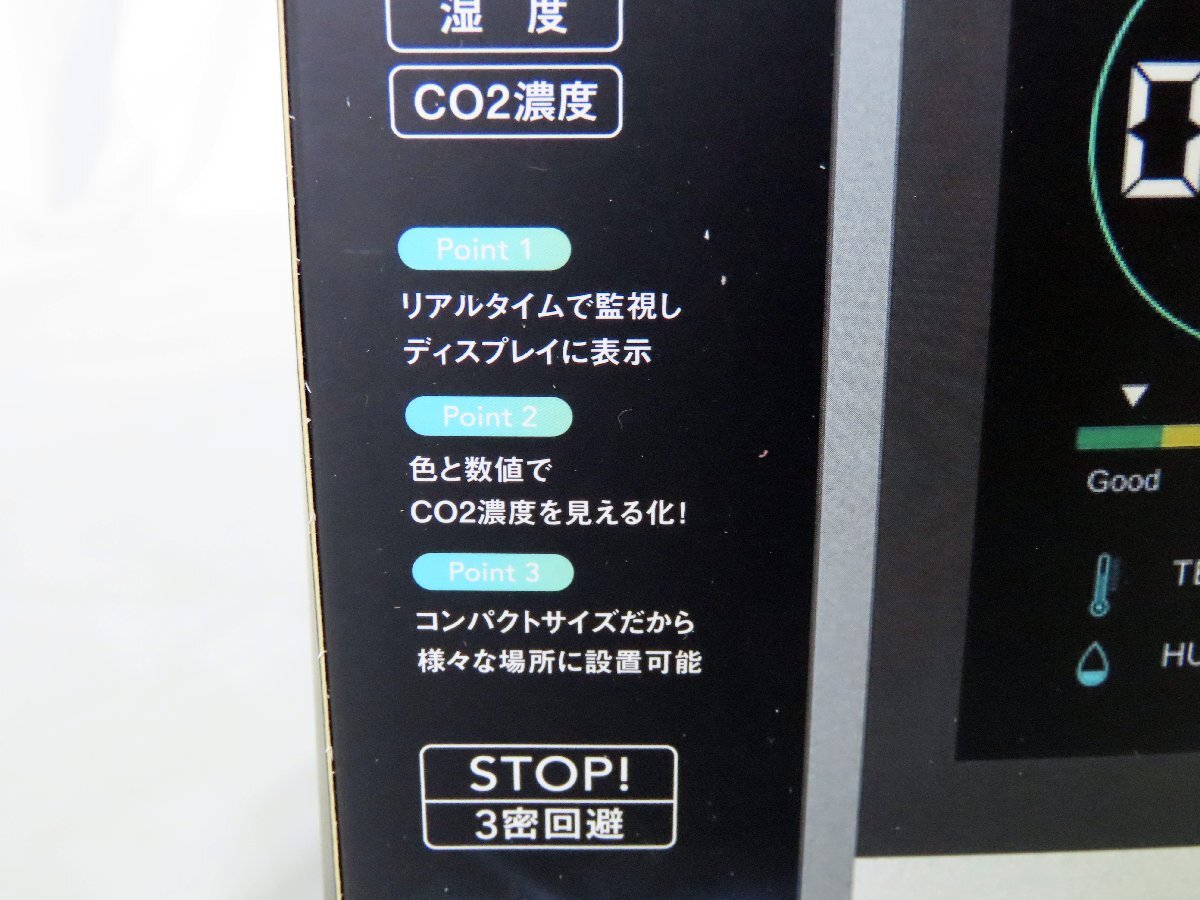 湿 度
CO2濃度
Point 1
リアルタイムで監視し
ディスプレイに表示
Point 2
色と数値で
CO2濃度を見える化!
Point 3
コンパクトサイズだから
様々な場所に設置可能
STOP!
3密回避
0
Good
TE
HU